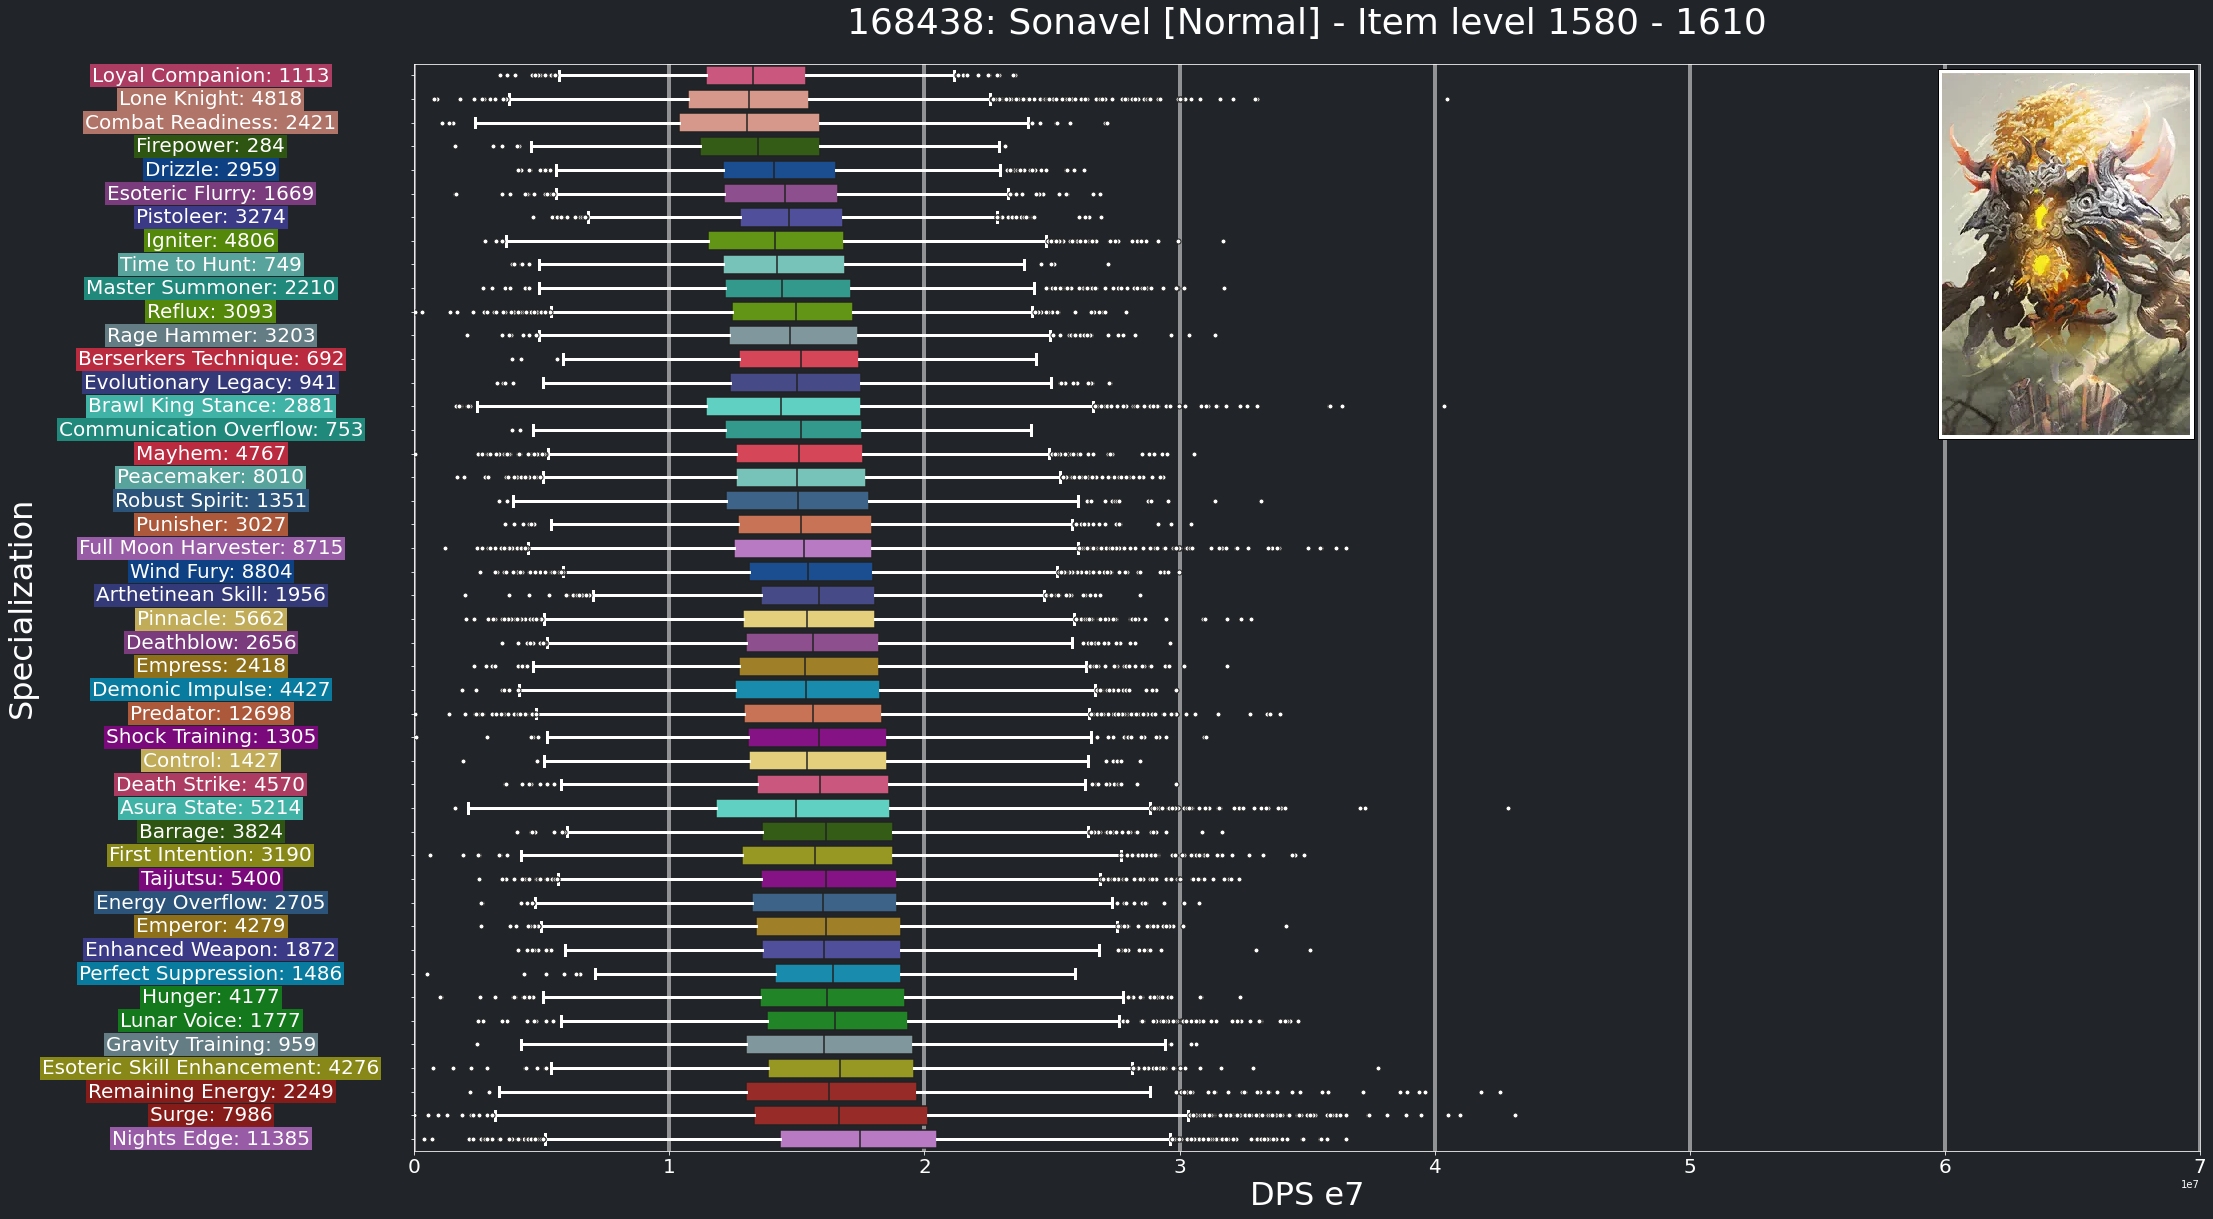 168438: Sonavel [Normal] - Item level 1580 - 1610
Loyal Companion: 1113
Lone Knight: 4818
Combat Readiness: 2421
Firepower: 284
Drizzle: 2959
Esoteric Flurry: 1669
Pistoleer: 3274
Igniter: 4806
Time to Hunt: 749
Master Summoner: 2210
Reflux: 3093
Rage Hammer: 3203
Berserkers Technique: 692
Evolutionary Legacy: 941
Brawl King Stance: 2881
Communication Overflow: 753
Mayhem: 4767
Peacemaker: 8010
Robust Spirit: 1351
Punisher: 3027
Full Moon Harvester: 8715
Wind Fury: 8804
Arthetinean Skill: 1956
Pinnacle: 5662
Deathblow: 2656
Empress: 2418
Demonic Impulse: 4427
Predator: 12698
Shock Training: 1305
Control: 1427
Death Strike: 4570
Asura State: 5214
Barrage: 3824
First Intention: 3190
Taijutsu: 5400
Energy Overflow: 2705
Emperor: 4279
Enhanced Weapon: 1872
Perfect Suppression: 1486
Hunger: 4177
Lunar Voice: 1777
Gravity Training: 959
Esoteric Skill Enhancement: 4276
Remaining Energy: 2249
Surge: 7986
Nights Edge: 11385
Specialization
0 1 2 3 4 5 6 7
1e7
DPS e7